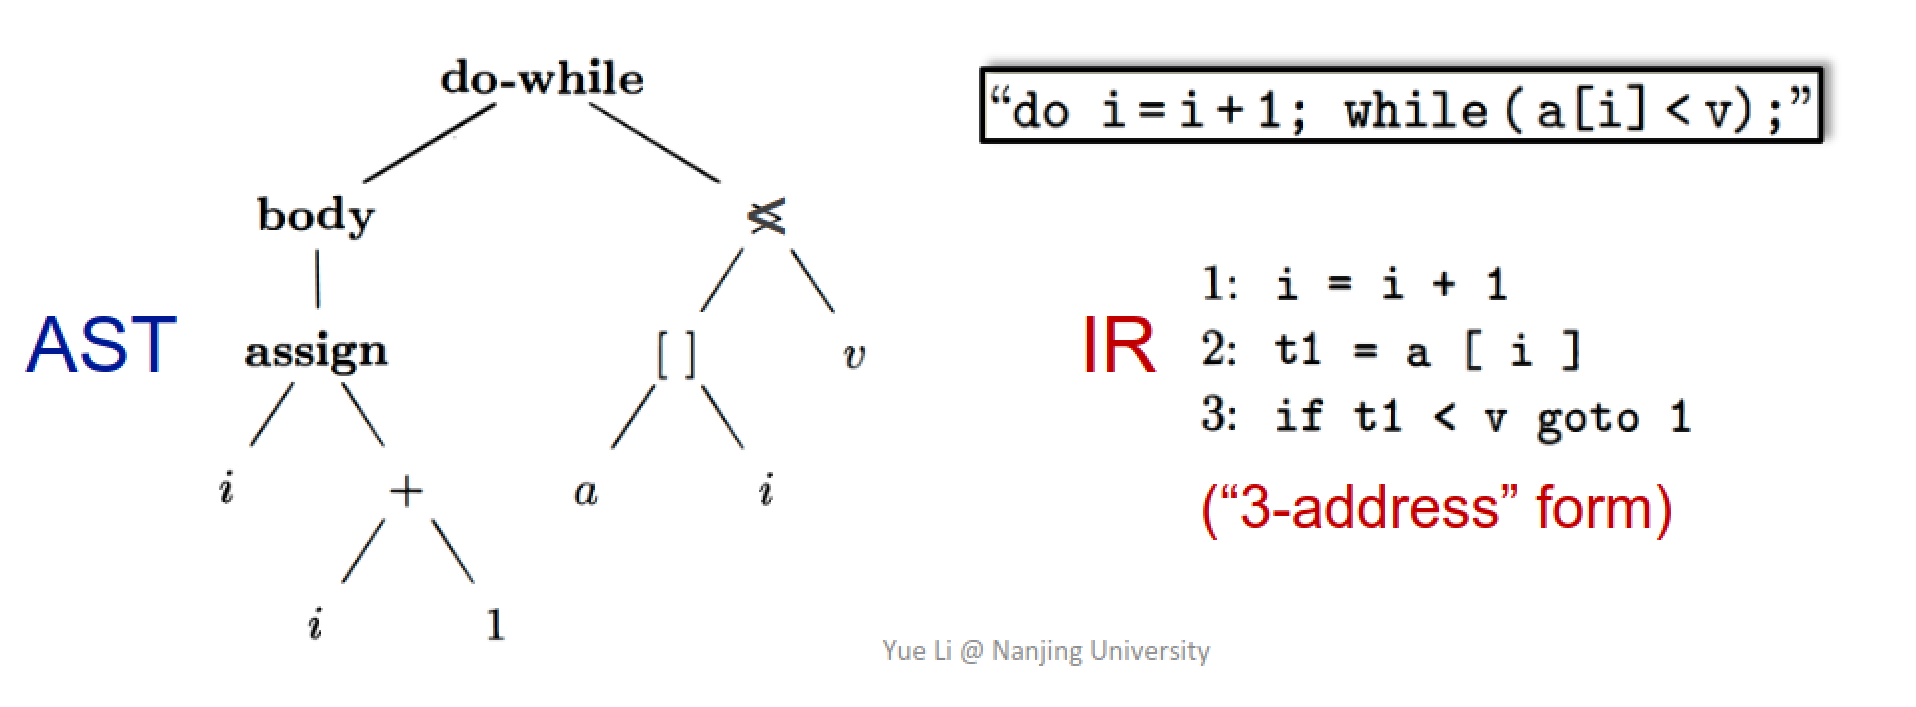 do-while
“do i=i+1; while(a[i]<v);”
body
AST
assign
[ ]
v
i
+
a
i
i
1
IR
1: i = i + 1
2: t1 = a [ i ]
3: if t1 < v goto 1
(“3-address” form)
Yue Li @ Nanjing University